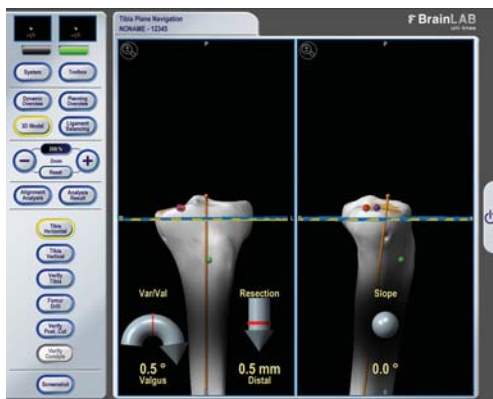 Tibia Plane Navigation
NONAME - 12345
BrainLAB
uni knee
System
Toolbox
Dynamic
Overview
Planning
Overview
3D Model
Ligament
Balancing
200 %
Zoom
Reset
Alignment
Analysis
Analysis
Result
Tibia
Horizontal
Tibia
Vertical
Verify
Tibia
Femur
Drill
Verify
Post. Cut
Verify
Condyle
Screenshot
P
P
Var/Val
0.5 °
Valgus
Resection
0.5 mm
Distal
Slope
0.0 °